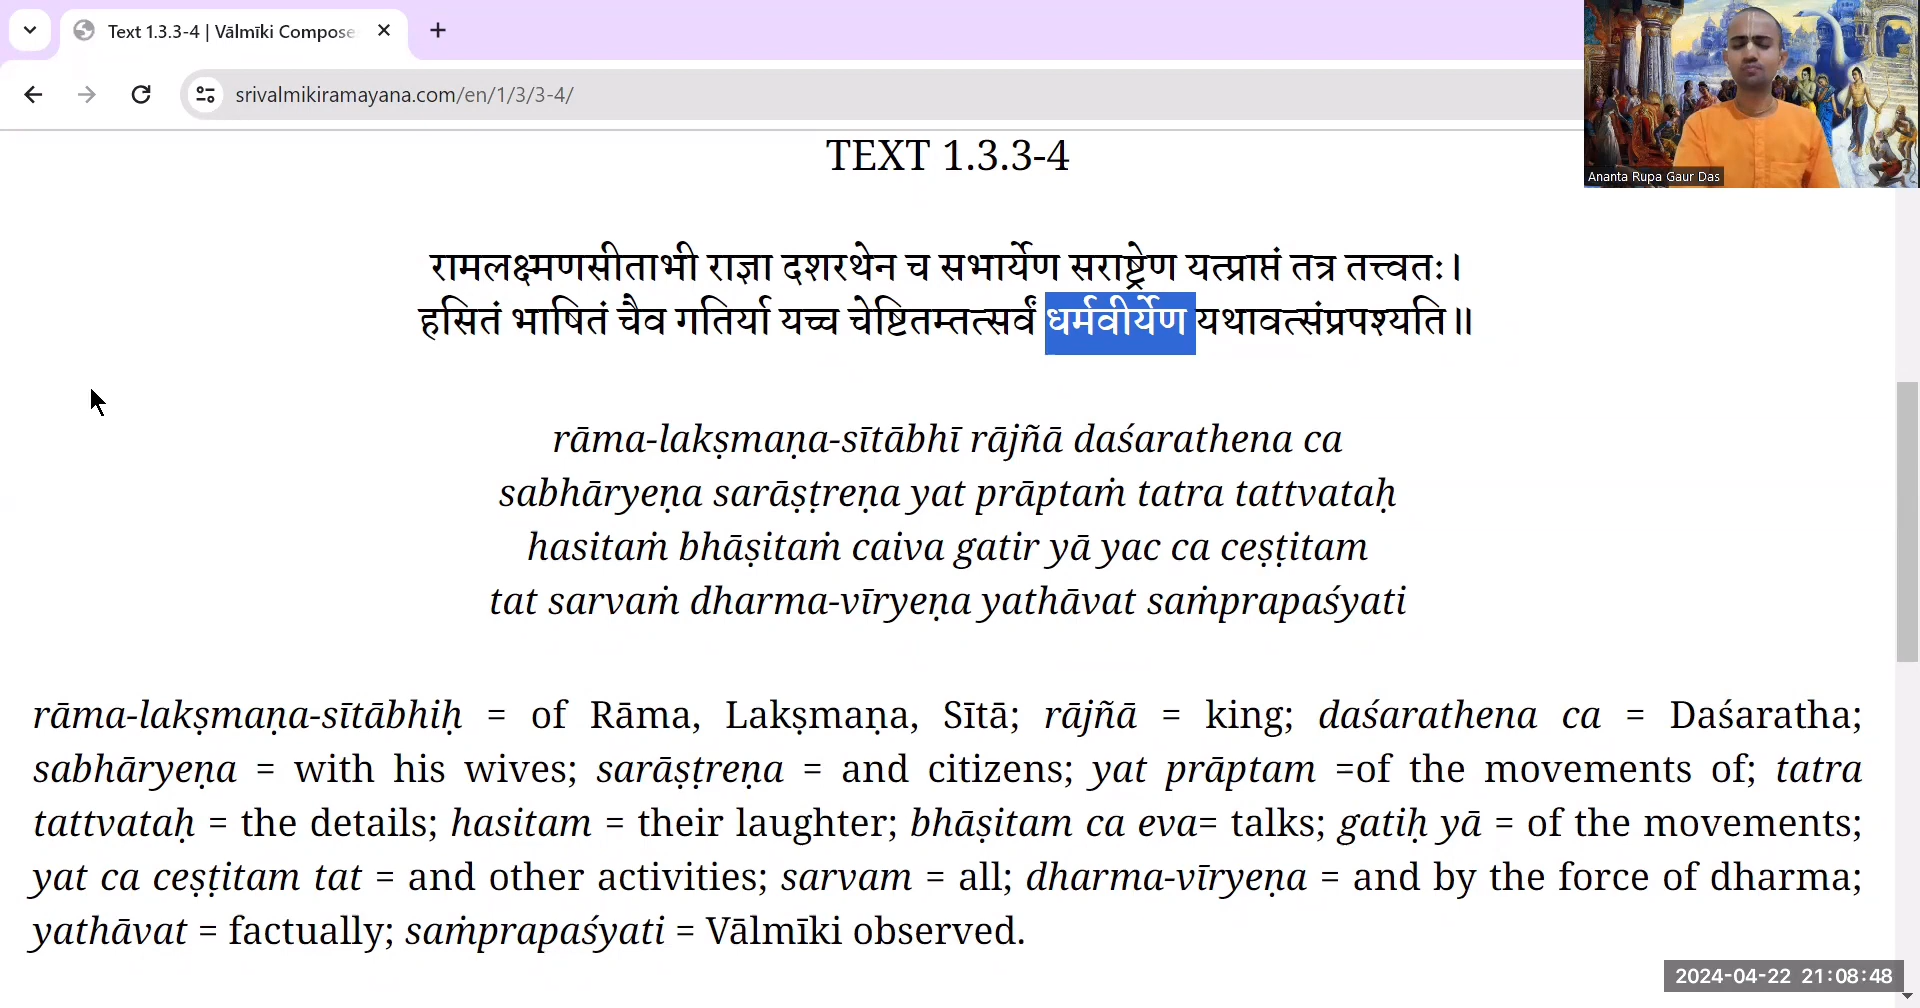 Text 1.3.3-4 | Vālmīki Compose
srivalmikiramayana.com/en/1/3/3-4/
Ananta Rupa Gaur Das
TEXT 1.3.3-4
रामलक्ष्मणसीताभी राज्ञा दशरथेन च सभार्येण सराष्ट्रेण यत्प्राप्तं तत्र तत्त्वतः।
हसितं भाषितं चैव गतिर्या यच्च चेष्टितम्तत्सर्वं धर्मवीर्येण यथावत्संप्रपश्यति॥
rāma-lakṣmaṇa-sītābhī rājñā daśarathena ca
sabhāryeṇa sarāṣṭreṇa yat prāptaṁ tatra tattvataḥ
hasitaṁ bhāṣitaṁ caiva gatir yā yac ca ceṣṭitam
tat sarvaṁ dharma-vīryeṇa yathāvat saṁprapaśyati
rāma-lakṣmaṇa-sītābhiḥ = of Rāma, Lakṣmaṇa, Sītā; rājñā = king; daśarathena ca = Daśaratha;
sabhāryeṇa = with his wives; sarāṣṭreṇa = and citizens; yat prāptam =of the movements of; tatra
tattvataḥ = the details; hasitam = their laughter; bhāṣitam ca eva= talks; gatiḥ yā = of the movements;
yat ca ceṣṭitam tat = and other activities; sarvam = all; dharma-vīryeṇa = and by the force of dharma;
yathāvat = factually; saṁprapaśyati = Vālmīki observed.
2024-04-22 21:08:48